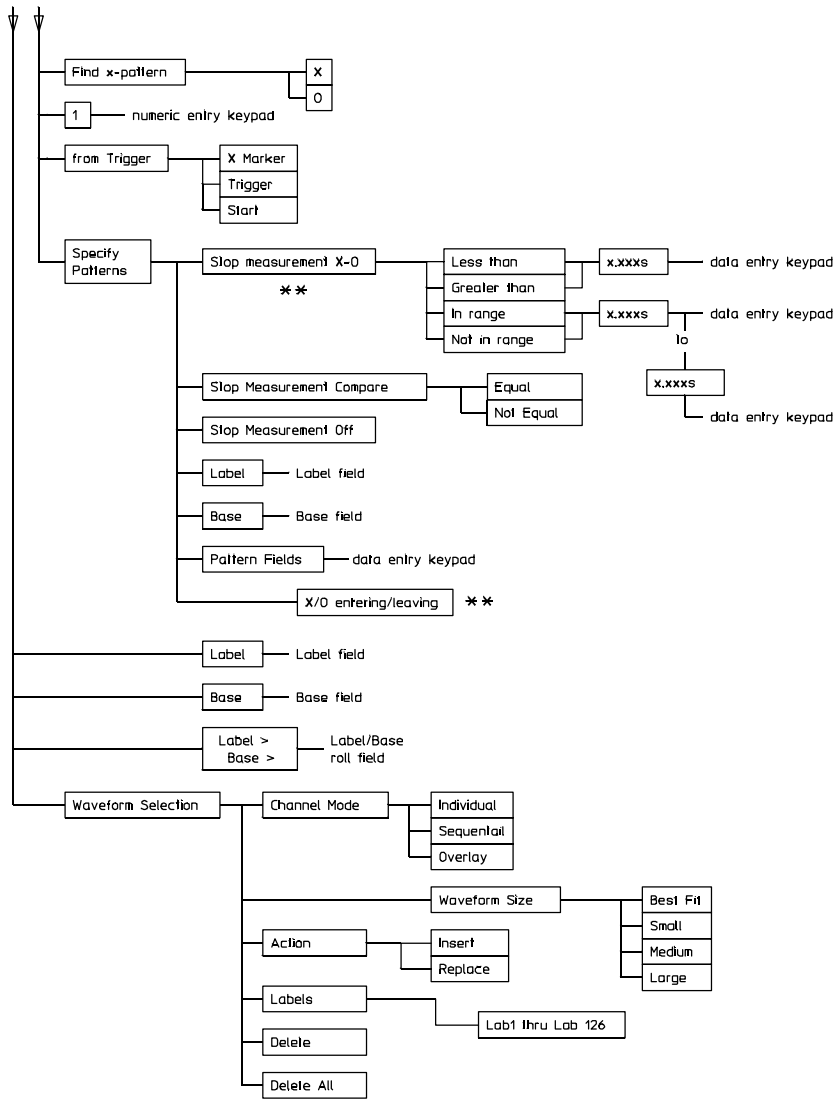 Find x-pattern
X
O
1
numeric entry keypad
from Trigger
X Marker
Trigger
Start
Specify
Patterns
Stop measurement X-O
**
Less than
Greater than
In range
Not in range
x.xxxs
data entry keypad
x.xxxs
data entry keypad
to
x.xxxs
data entry keypad
Stop Measurement Compare
Equal
Not Equal
Stop Measurement Off
Label
Label field
Base
Base field
Pattern Fields
data entry keypad
X/O entering/leaving
**
Label
Label field
Base
Base field
Label >
Base >
Label/Base
roll field
Waveform Selection
Channel Mode
Individual
Sequentail
Overlay
Waveform Size
Best Fit
Small
Medium
Large
Action
Insert
Replace
Labels
Lab1 thru Lab 126
Delete
Delete All